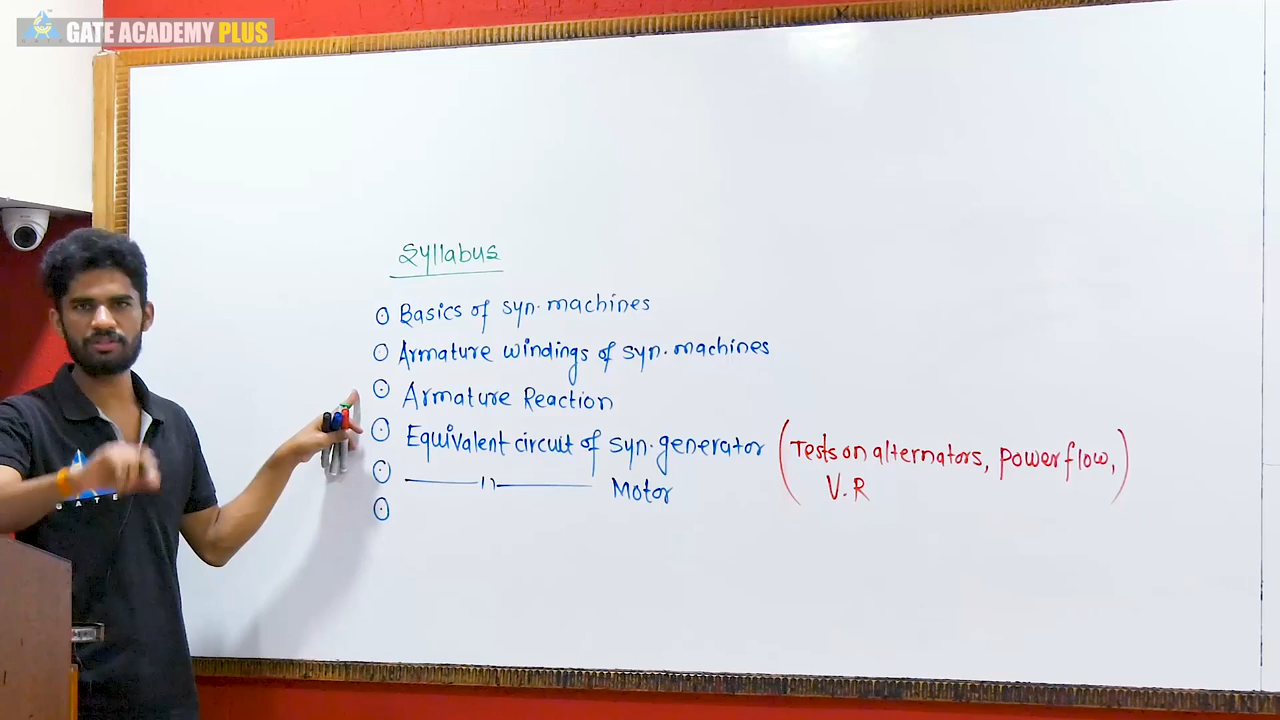 GATE ACADEMY PLUS
Syllabus
Basics of syn. machines
Armature windings of syn. machines
Armature Reaction
Equivalent circuit of syn. generator (Tests on alternators, power flow,
V.R)
——— 〃 ——— Motor
GATE